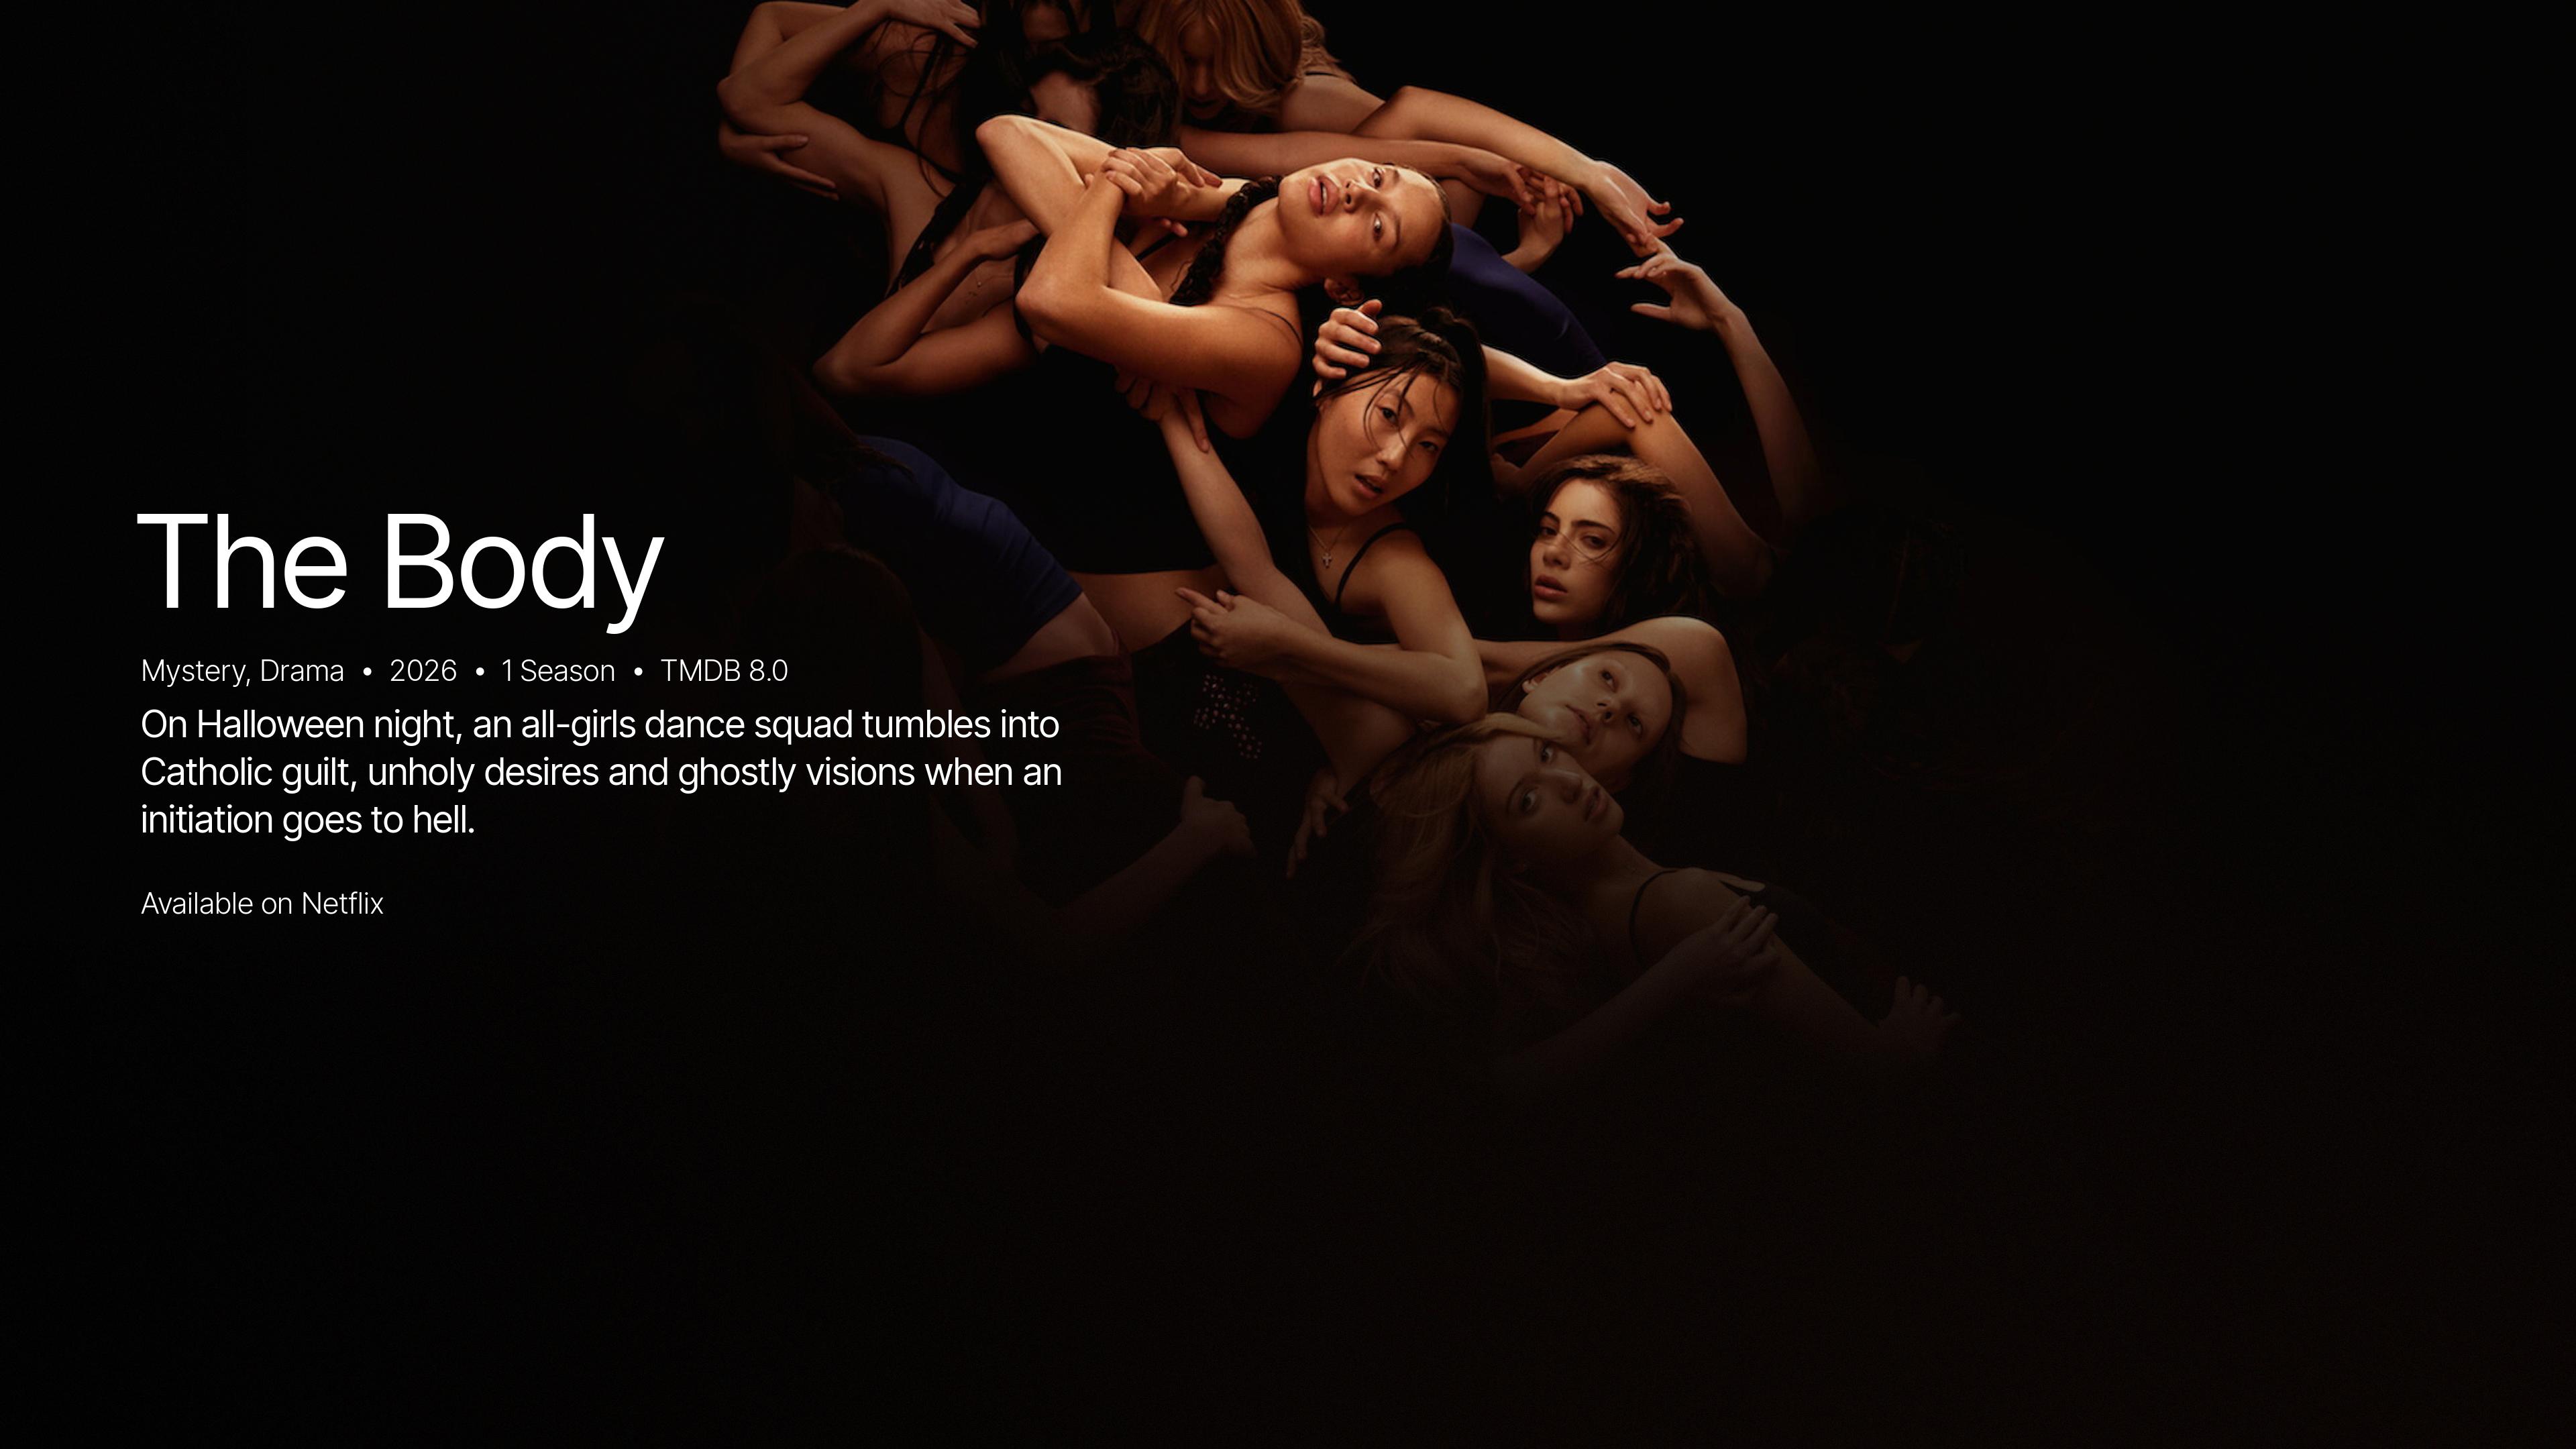 The Body
Mystery, Drama • 2026 • 1 Season • TMDB 8.0
On Halloween night, an all-girls dance squad tumbles into
Catholic guilt, unholy desires and ghostly visions when an
initiation goes to hell.
Available on Netflix